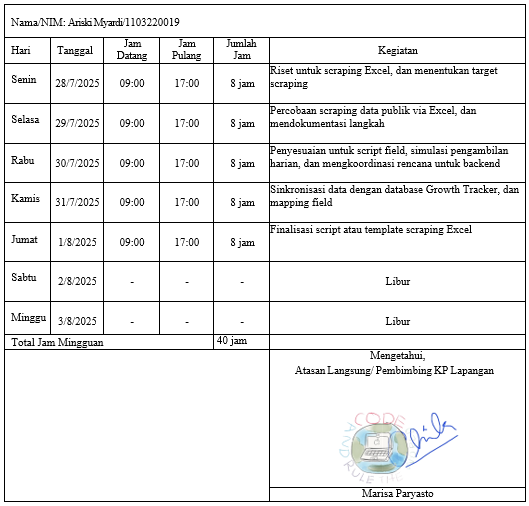 Nama/NIM: Ariski Myardi/1103220019
Hari Tanggal Jam Datang Jam Pulang Jumlah Jam Kegiatan
Senin 28/7/2025 09:00 17:00 8 jam Riset untuk scraping Excel, dan menentukan target
scraping
Selasa 29/7/2025 09:00 17:00 8 jam Percobaan scraping data publik via Excel, dan
mendokumentasi langkah
Rabu 30/7/2025 09:00 17:00 8 jam Penyesuaian untuk script field, simulasi pengambilan
harian, dan mengkoordinasi rencana untuk backend
Kamis 31/7/2025 09:00 17:00 8 jam Sinkronisasi data dengan database Growth Tracker, dan
mapping field
Jumat 1/8/2025 09:00 17:00 8 jam Finalisasi script atau template scraping Excel
Sabtu 2/8/2025 - - - Libur
Minggu 3/8/2025 - - - Libur
Total Jam Mingguan 40 jam
Mengetahui,
Atasan Langsung/ Pembimbing KP Lapangan
CODE
AND RULE THE
Marisa Paryasto